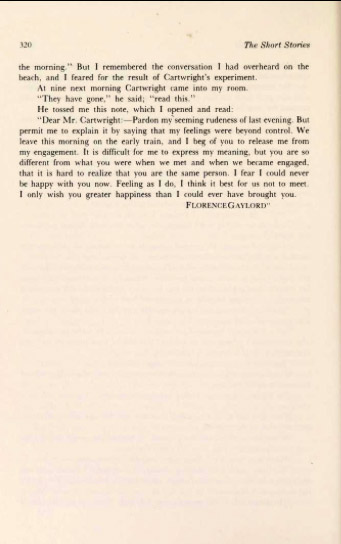 320 The Short Stories
the morning." But I remembered the conversation I had overheard on the
beach, and I feared for the result of Cartwright's experiment.
At nine next morning Cartwright came into my room.
"They have gone," he said; "read this."
He tossed me this note, which I opened and read:
"Dear Mr. Cartwright:—Pardon my seeming rudeness of last evening. But
permit me to explain it by saying that my feelings were beyond control. We
leave this morning on the early train, and I beg of you to release me from
my engagement. It is difficult for me to express my meaning, but you are so
different from what you were when we met and when we became engaged,
that it is hard to realize that you are the same person. I fear I could never
be happy with you now. Feeling as I do, I think it best for us not to meet.
I only wish you greater happiness than I could ever have brought you.
FLORENCE GAYLORD"